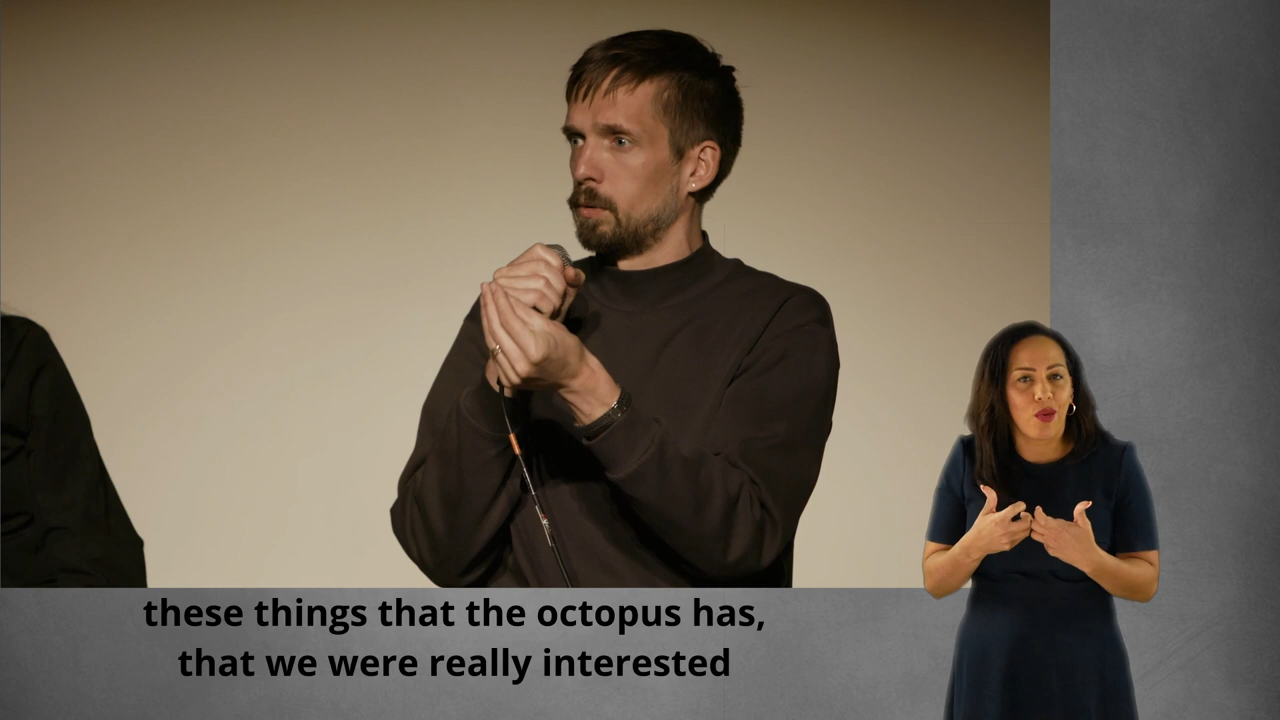 these things that the octopus has,
that we were really interested